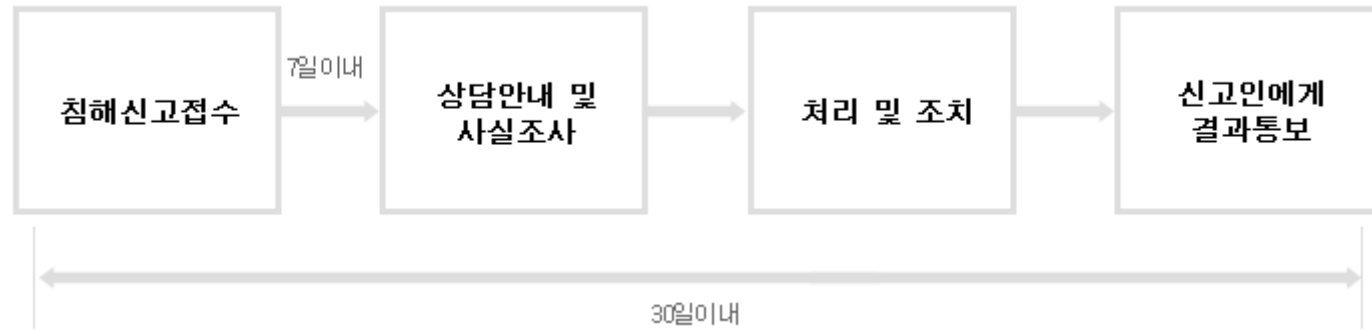 침해신고접수
7일이내
상담안내 및
사실조사
처리 및 조치
신고인에게
결과통보
30일이내